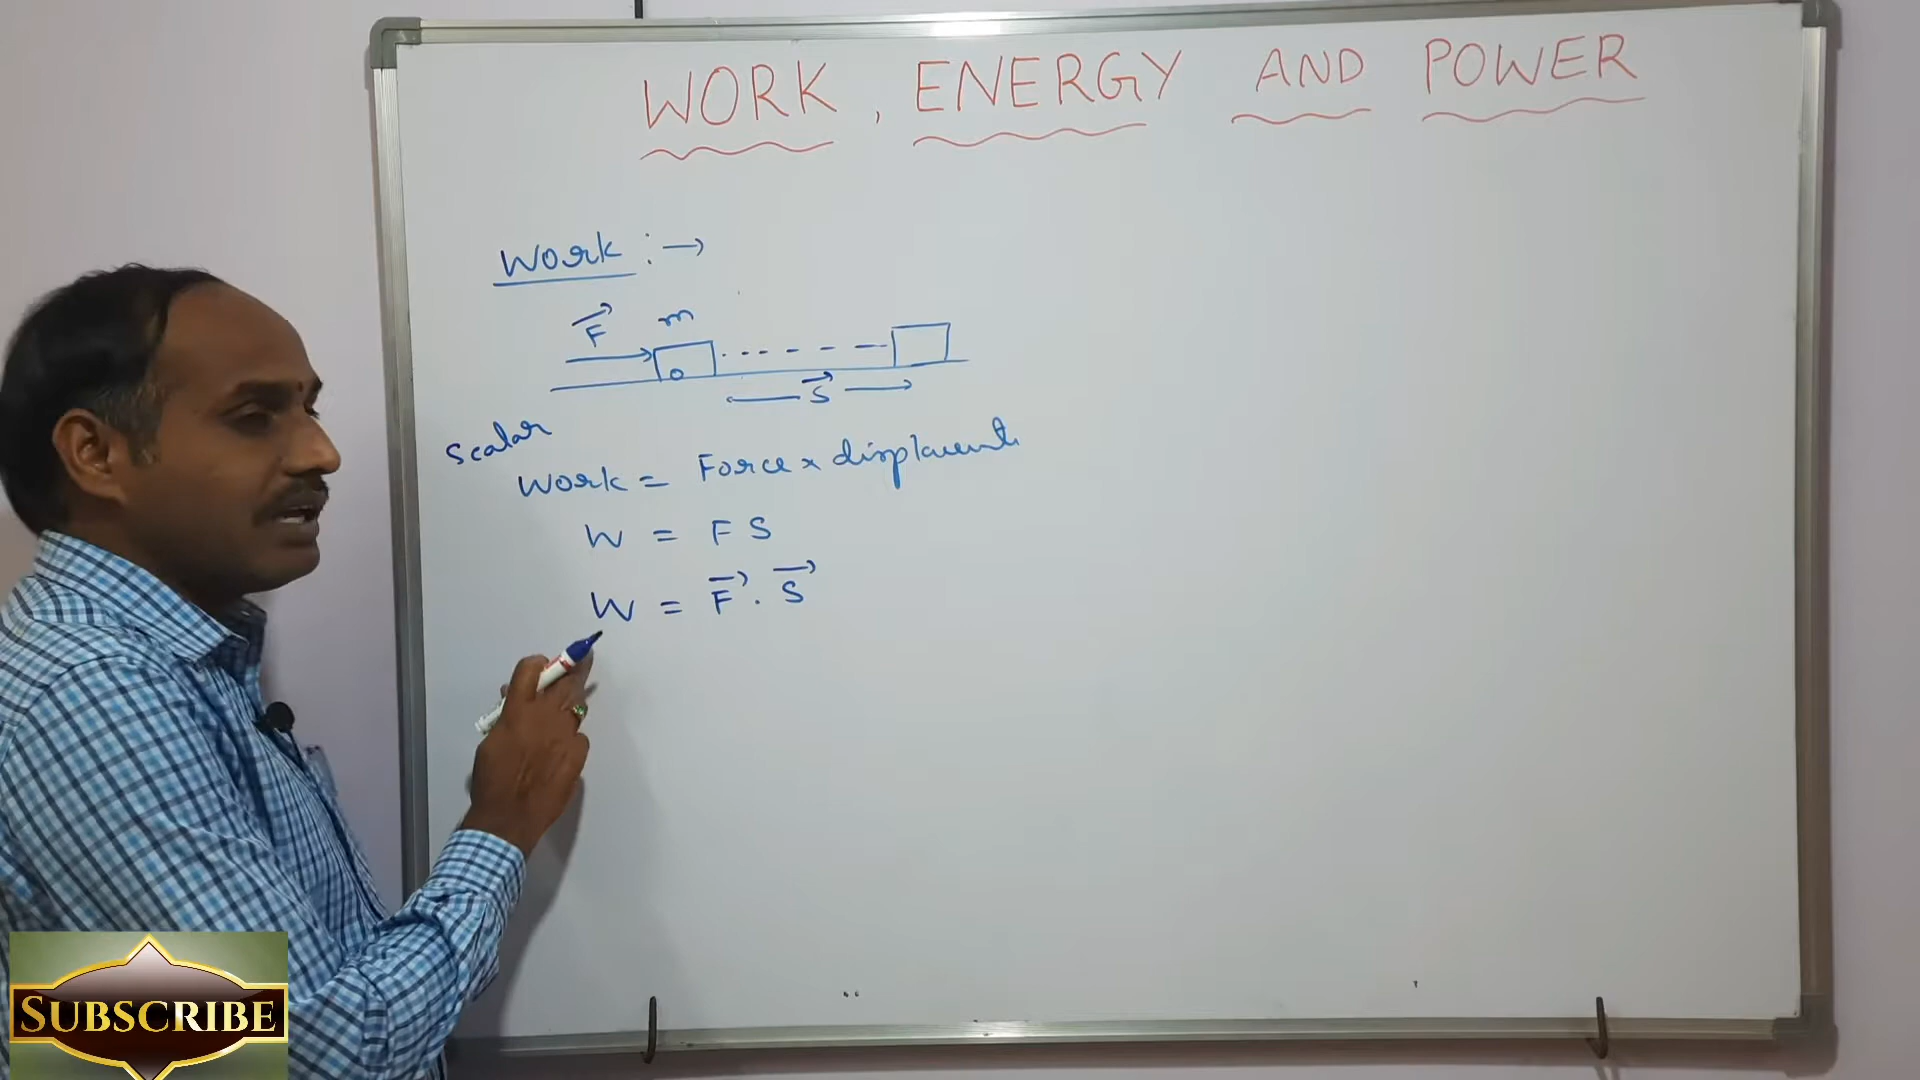 WORK, ENERGY AND POWER
Work :→
F→ m
o
S→
Scalar
Work = Force × displacement
W = F S
W = F→ . S→
SUBSCRIBE